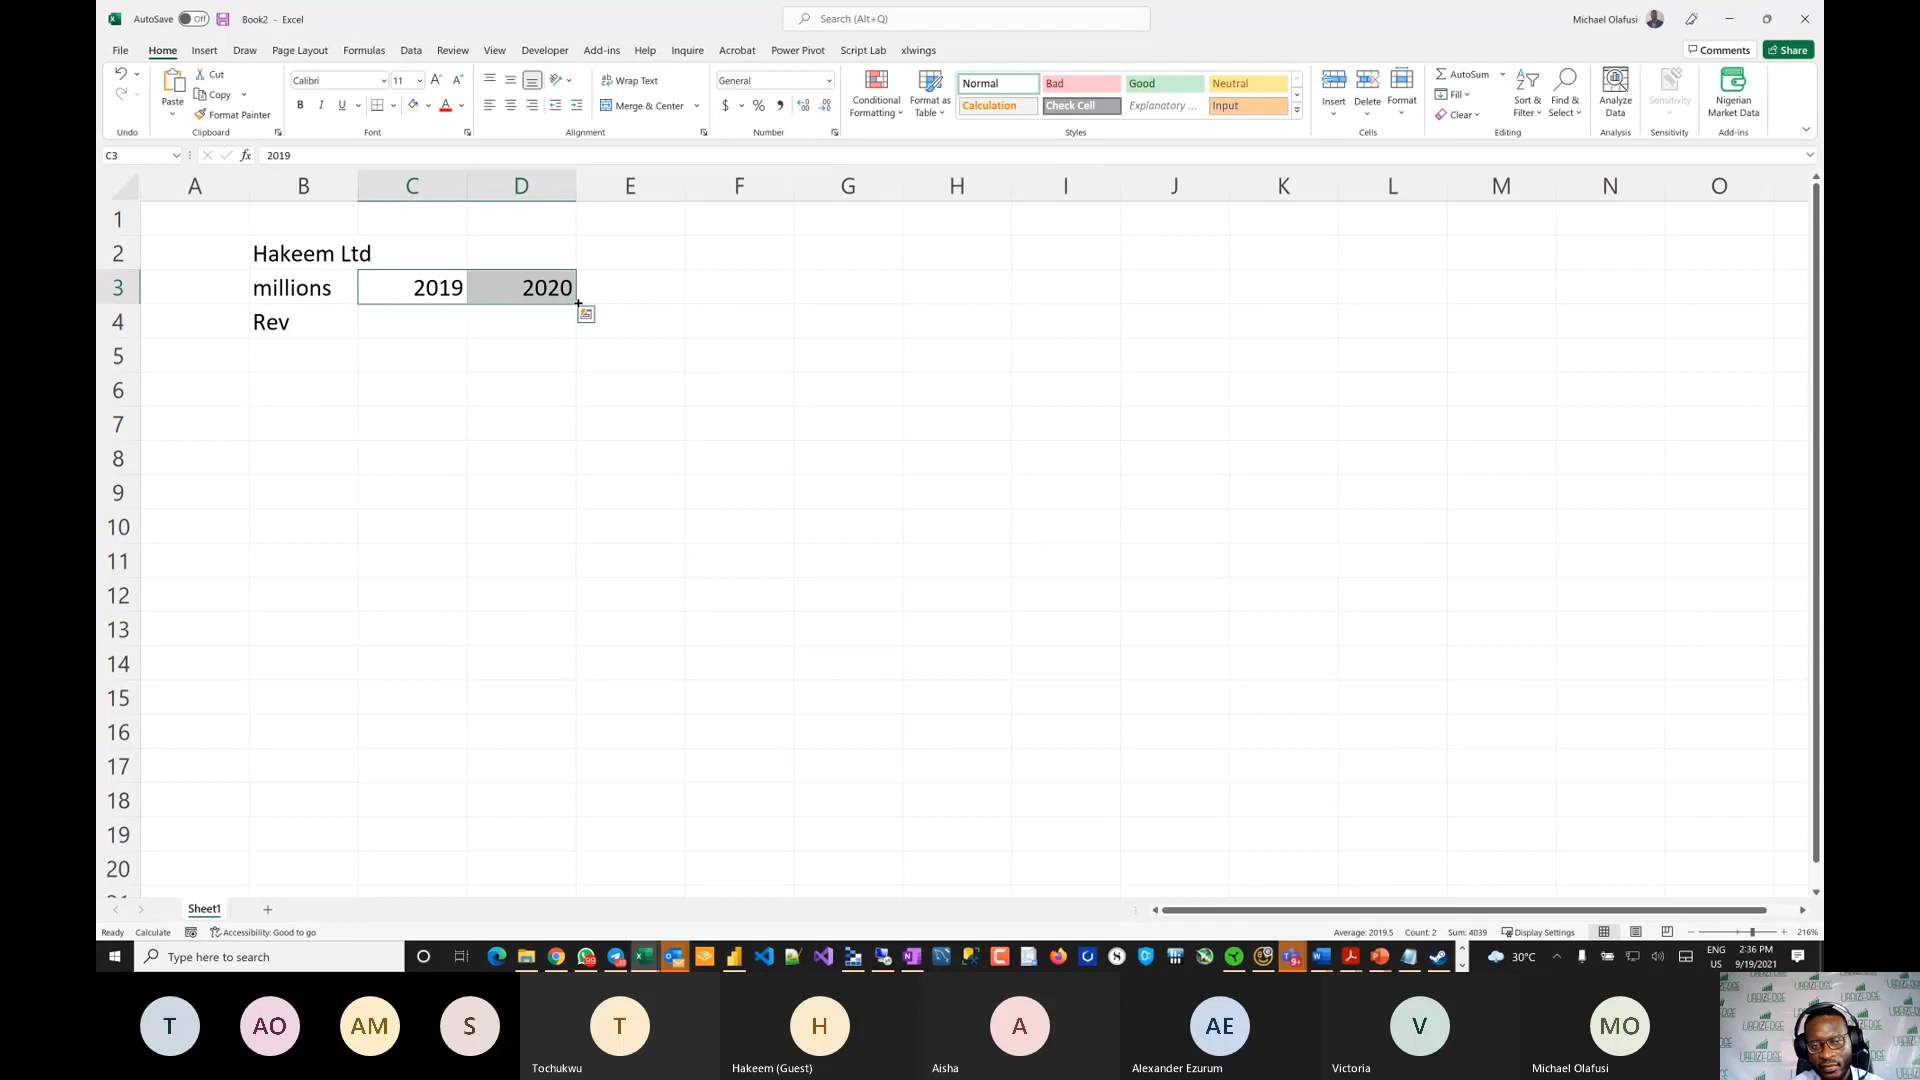 AutoSave Off Book2 - Excel Search (Alt+Q) Michael Olafusi
File Home Insert Draw Page Layout Formulas Data Review View Developer Add-ins Help Inquire Acrobat Power Pivot Script Lab xlwings Comments Share
Cut Calibri 11 Wrap Text General Normal Bad Good Neutral AutoSum
Copy Fill
Paste Conditional Formatting Format as Table Insert Delete Format Sort & Filter Find & Select Analyze Data Sensitivity Nigerian Market Data
Format Painter B I U Merge & Center $ % Calculation Check Cell Explanatory ... Input Clear
Undo Clipboard Font Alignment Number Styles Cells Editing Analysis Sensitivity Add-ins
C3 fx 2019
A B C D E F G H I J K L M N O
1
2 Hakeem Ltd
3 millions 2019 2020
4 Rev
5
6
7
8
9
10
11
12
13
14
15
16
17
18
19
20
Sheet1
Ready Calculate Accessibility: Good to go Average: 2019.5 Count: 2 Sum: 4039 Display Settings 216%
Type here to search 99 9+ 30°C ENG US 2:36 PM 9/19/2021
T AO AM S T H A AE V MO
Tochukwu Hakeem (Guest) Aisha Alexander Ezurum Victoria Michael Olafusi
URBIZEDGE